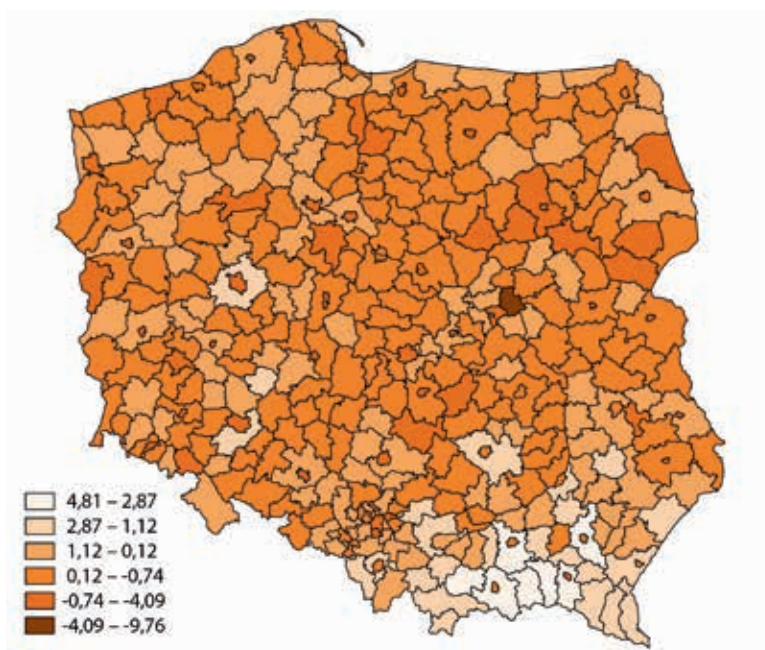 4,81 – 2,87
2,87 – 1,12
1,12 – 0,12
0,12 – -0,74
-0,74 – -4,09
-4,09 – -9,76